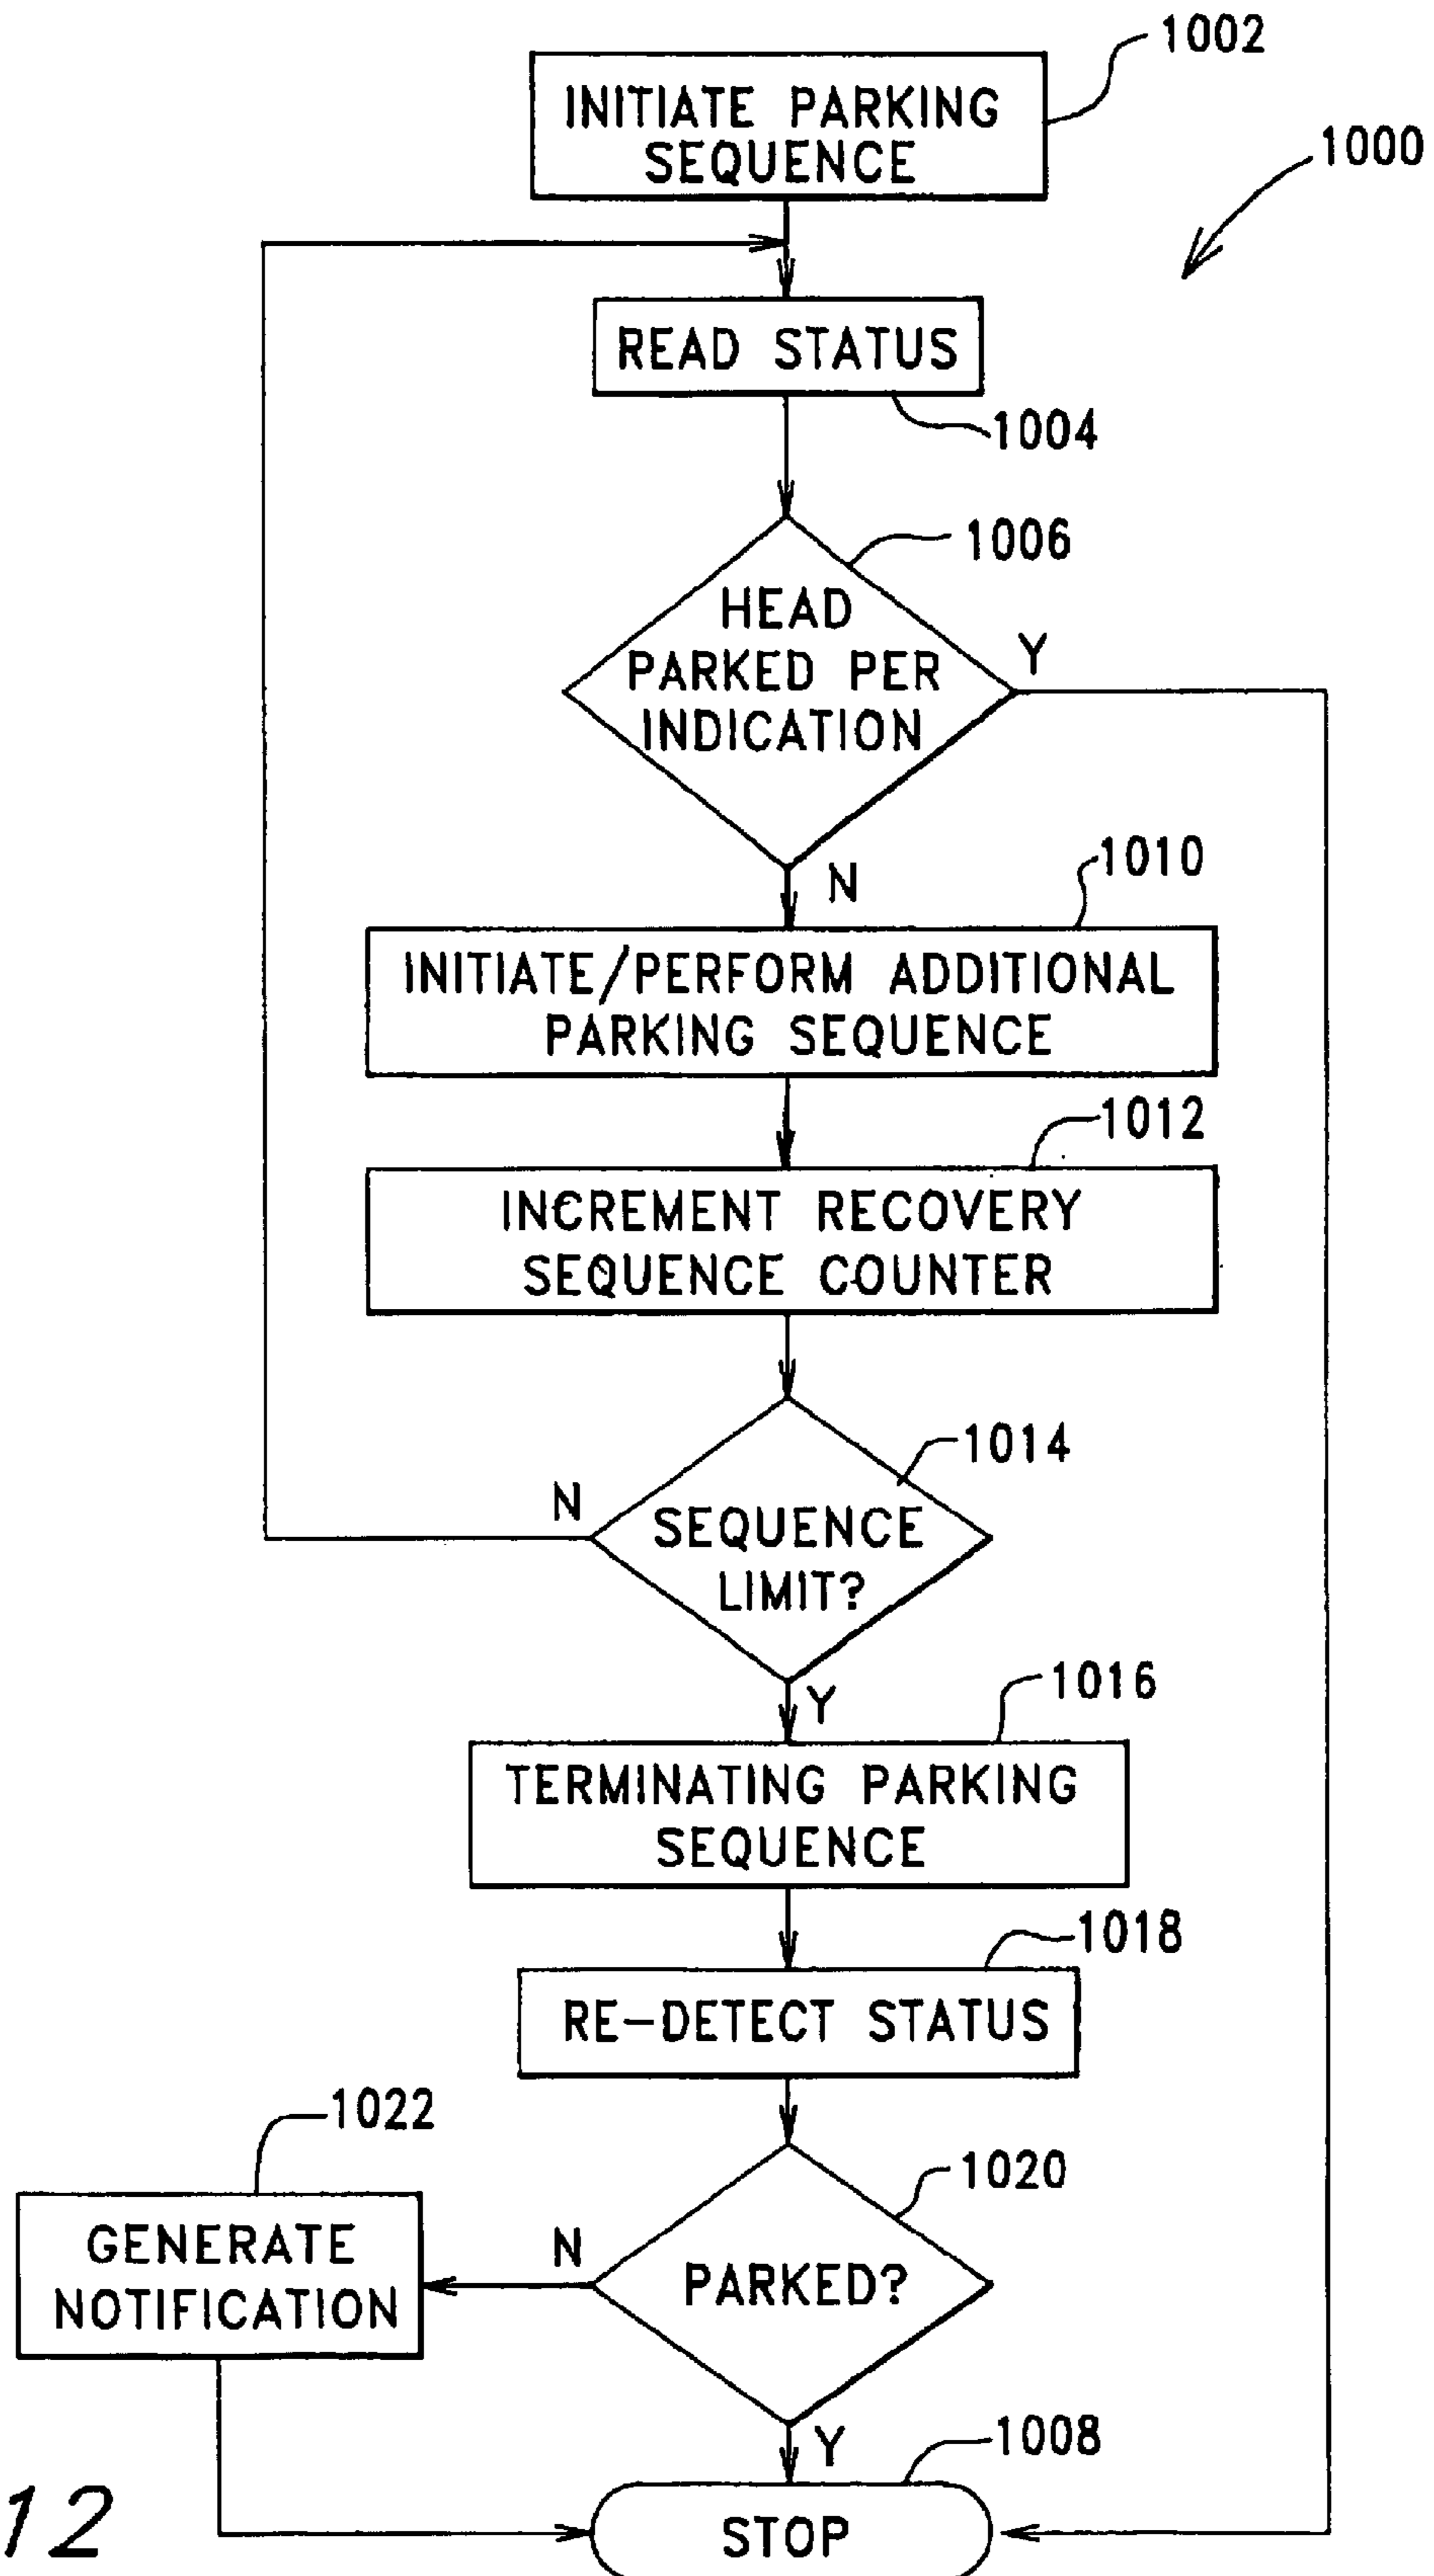 1002
INITIATE PARKING
SEQUENCE
1000
READ STATUS
1004
1006
HEAD
PARKED PER
INDICATION
Y
N
1010
INITIATE/PERFORM ADDITIONAL
PARKING SEQUENCE
1012
INCREMENT RECOVERY
SEQUENCE COUNTER
1014
N
SEQUENCE
LIMIT?
Y
1016
TERMINATING PARKING
SEQUENCE
1018
RE-DETECT STATUS
1022
1020
GENERATE
NOTIFICATION
N
PARKED?
Y
1008
STOP
12